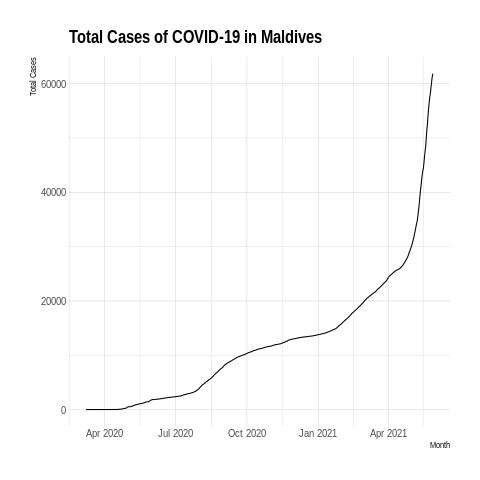 Total Cases of COVID-19 in Maldives
Total Cases
60000
40000
20000
0
Apr 2020 Jul 2020 Oct 2020 Jan 2021 Apr 2021
Month